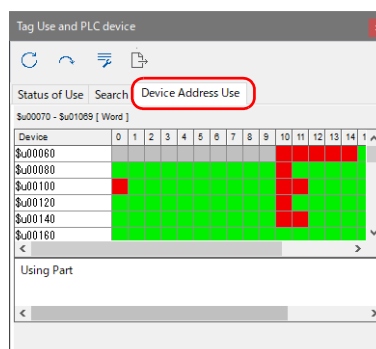 Tag Use and PLC device
Status of Use Search Device Address Use
$u00070 - $u01069 [ Word ]
Device 0 1 2 3 4 5 6 7 8 9 10 11 12 13 14 1
$u00060
$u00080
$u00100
$u00120
$u00140
$u00160
Using Part